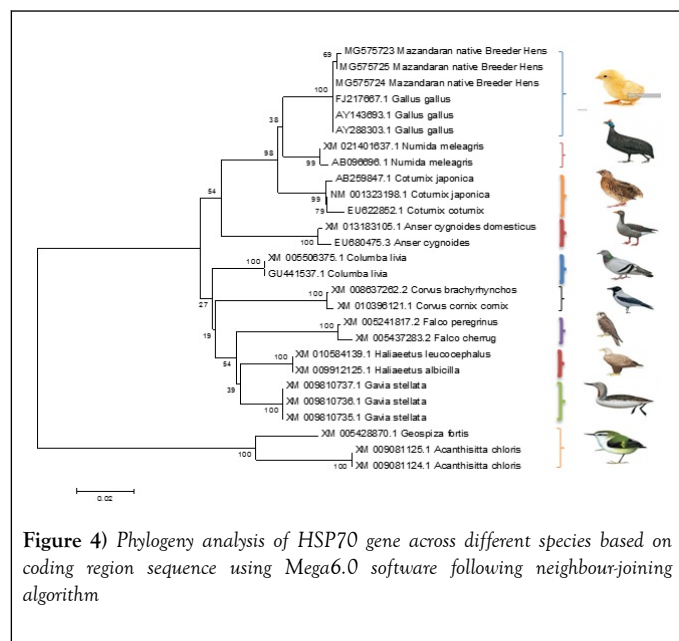 69
MG575723 Mazandaran native Breeder Hens
MG575725 Mazandaran native Breeder Hens
MG575724 Mazandaran native Breeder Hens
100
FJ217667.1 Gallus gallus
AY143693.1 Gallus gallus
AY288303.1 Gallus gallus
38
XM 021401637.1 Numida meleagris
99
AB096696.1 Numida meleagris
98
AB259847.1 Coturnix japonica
99
NM 001323198.1 Coturnix japonica
79
EU622852.1 Coturnix coturnix
54
XM 013183105.1 Anser cygnoides domesticus
100
EU680475.3 Anser cygnoides
100
XM 005506375.1 Columba livia
GU441537.1 Columba livia
27
XM 008637262.2 Corvus brachyrhynchos
100
XM 010396121.1 Corvus cornix cornix
19
XM 005241817.2 Falco peregrinus
100
XM 005437283.2 Falco cherrug
54
XM 010584139.1 Haliaeetus leucocephalus
100
XM 009912125.1 Haliaeetus albicilla
39
XM 009810737.1 Gavia stellata
XM 009810736.1 Gavia stellata
100
XM 009810735.1 Gavia stellata
XM 005428870.1 Geospiza fortis
100
XM 009081125.1 Acanthisitta chloris
100
XM 009081124.1 Acanthisitta chloris
0.02
Figure 4) Phylogeny analysis of HSP70 gene across different species based on
coding region sequence using Mega6.0 software following neighbour-joining
algorithm